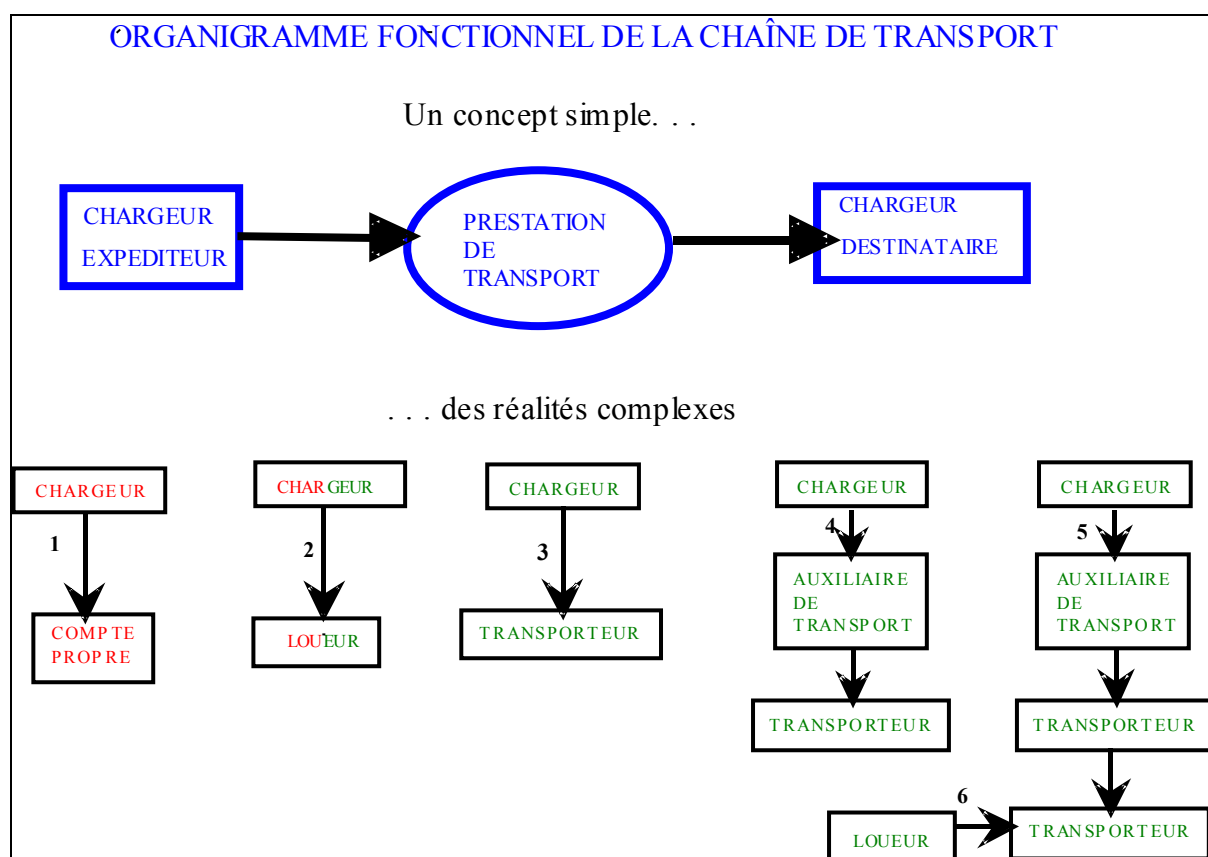 ORGANIGRAMME FONCTIONNEL DE LA CHAÎNE DE TRANSPORT
Un concept simple. . .
CHARGEUR
EXPEDITEUR
PRESTATION
DE
TRANSPORT
CHARGEUR
DESTINATAIRE
. . . des réalités complexes
CHARGEUR
1
COMPTE
PROPRE
CHARGEUR
2
LOUEUR
CHARGEUR
3
TRANSPORTEUR
CHARGEUR
4
AUXILIAIRE
DE
TRANSPORT
TRANSPORTEUR
CHARGEUR
5
AUXILIAIRE
DE
TRANSPORT
TRANSPORTEUR
6
LOUEUR
TRANSPORTEUR